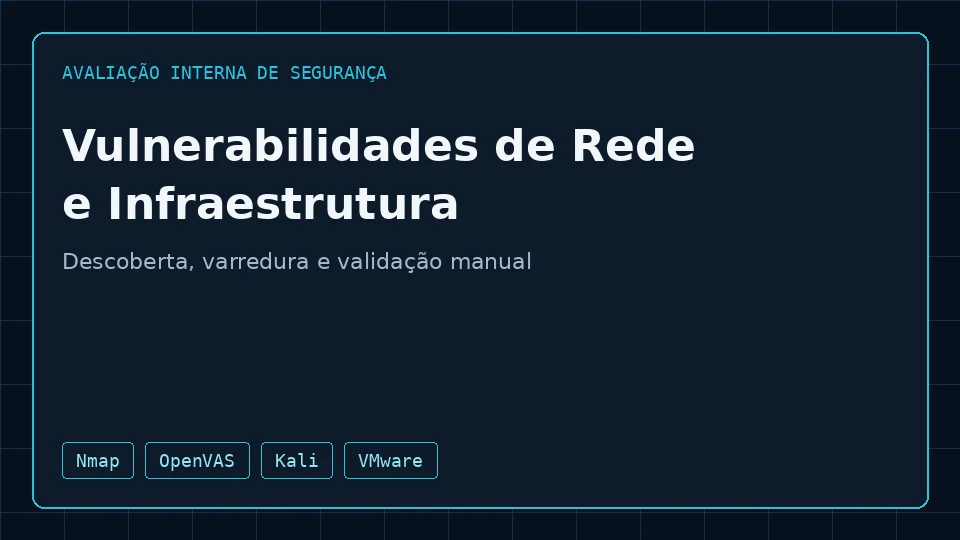 AVALIAÇÃO INTERNA DE SEGURANÇA
Vulnerabilidades de Rede
e Infraestrutura
Descoberta, varredura e validação manual
Nmap OpenVAS Kali VMware